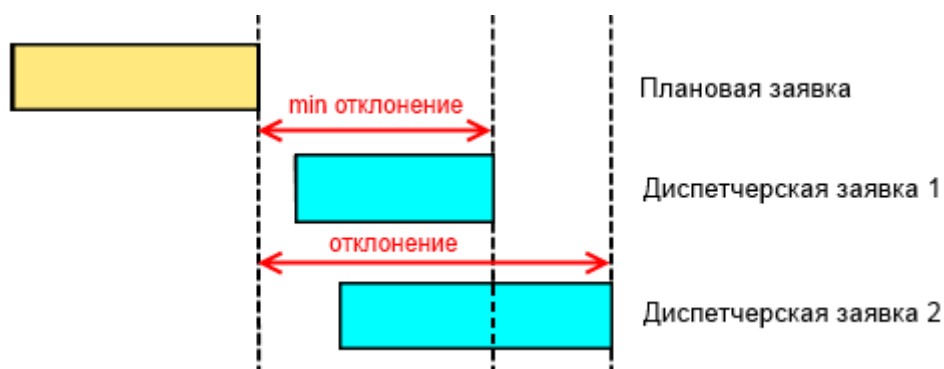 Плановая заявка
min отклонение
Диспетчерская заявка 1
отклонение
Диспетчерская заявка 2